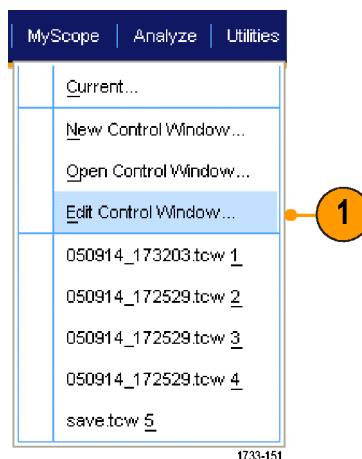 MyScope | Analyze | Utilities
Current...
New Control Window...
Open Control Window...
Edit Control Window...
1
050914_173203.tcw 1
050914_172529.tcw 2
050914_172529.tcw 3
050914_172529.tcw 4
save.tcw 5
1733-151